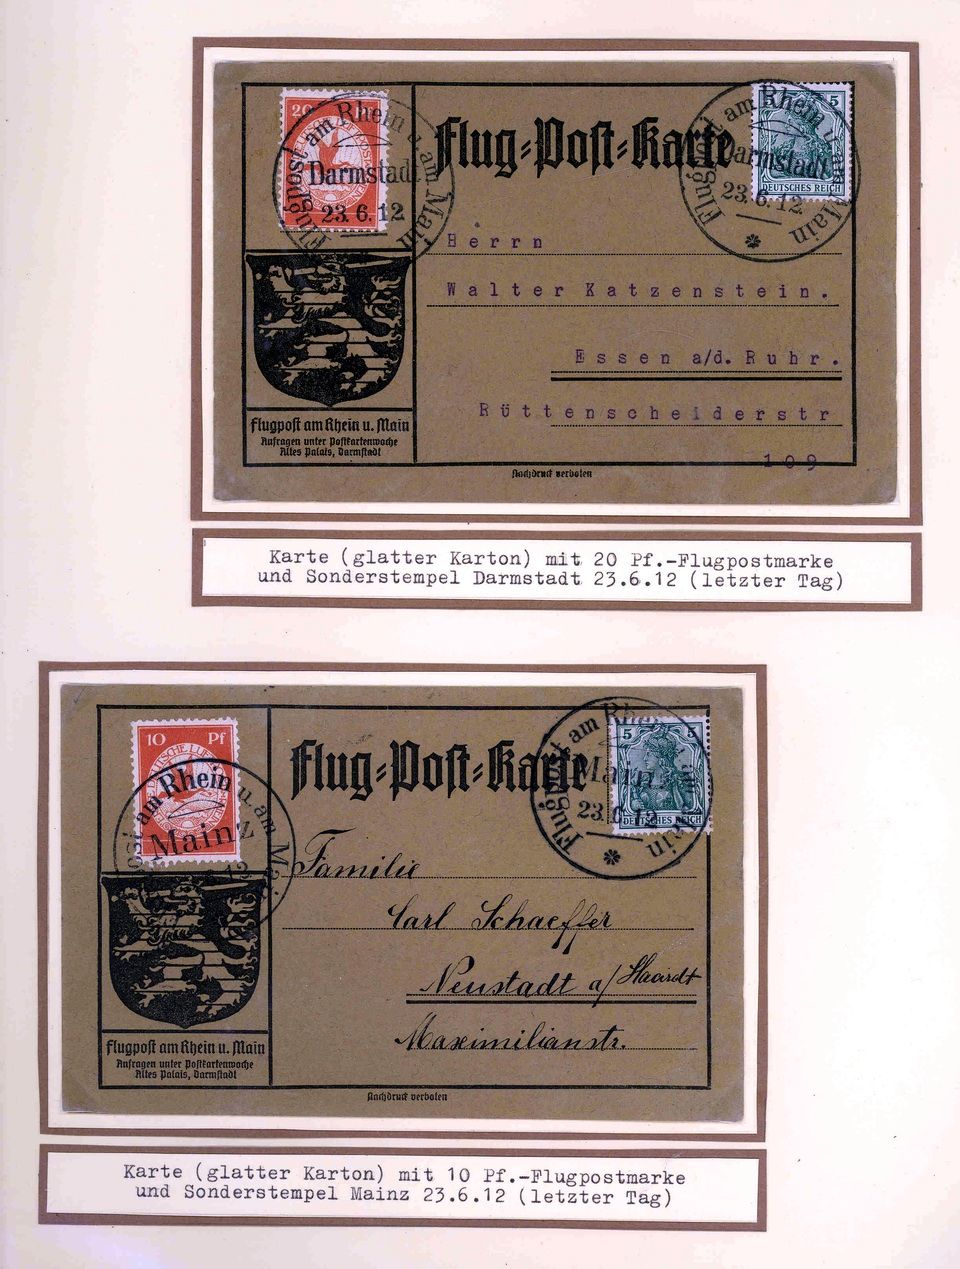 20 Pf
5 5
DEUTSCHES REICH
Flugpost am Rhein u. am Main
Darmstadt
23.6.12
Flug-Post-Karte
Flugpost am Rhein u. am Main
Darmstadt
23.6.12
Herrn
Walter Katzenstein.
Essen a/d. Ruhr.
Rüttenscheiderstr
109
Flugpost am Rhein u. Main
Anfragen unter Postkartenwoche
Altes Palais, Darmstadt
Nachdruck verboten
Karte (glatter Karton) mit 20 Pf.-Flugpostmarke
und Sonderstempel Darmstadt 23.6.12 (letzter Tag)
10 Pf
5 5
DEUTSCHES REICH
Flugpost am Rhein u. am Main
Mainz
Flug-Post-Karte
Flugpost am Rhein u. am Main
Mainz
23.6.12
Familie
Carl Schaeffer
Neustadt a/Haardt
Maximilianstr.
Flugpost am Rhein u. Main
Anfragen unter Postkartenwoche
Altes Palais, Darmstadt
Nachdruck verboten
Karte (glatter Karton) mit 10 Pf.-Flugpostmarke
und Sonderstempel Mainz 23.6.12 (letzter Tag)